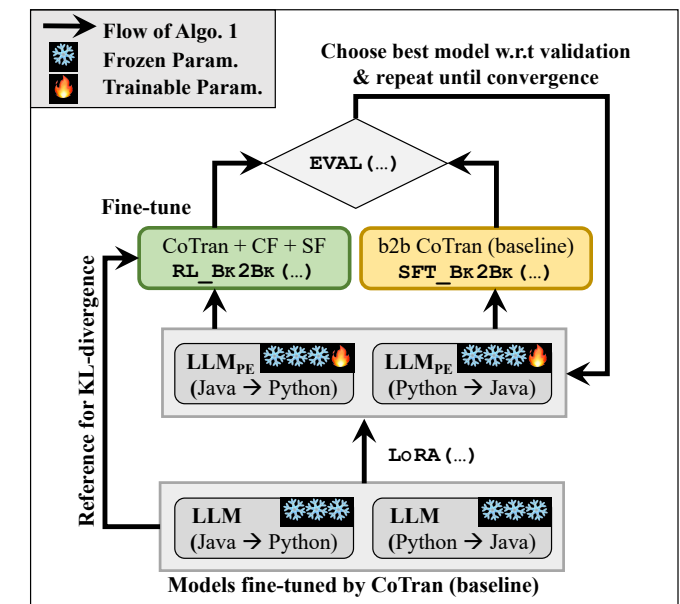 Flow of Algo. 1
Frozen Param.
Trainable Param.
Choose best model w.r.t validation
& repeat until convergence
EVAL(…)
Fine-tune
CoTran + CF + SF
RL_BK2BK(…)
b2b CoTran (baseline)
SFT_BK2BK(…)
Reference for KL-divergence
LLMPE
(Java → Python)
LLMPE
(Python → Java)
LoRA(…)
LLM
(Java → Python)
LLM
(Python → Java)
Models fine-tuned by CoTran (baseline)